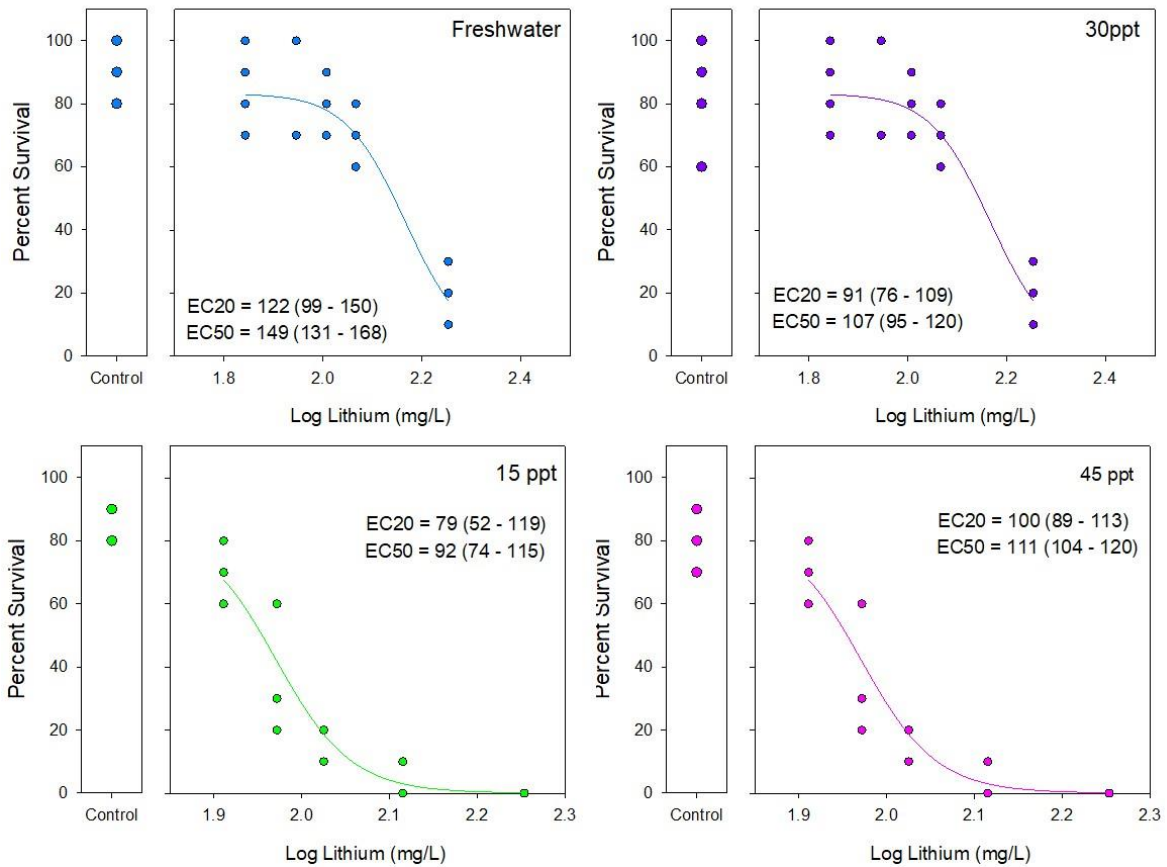 Freshwater
100
80
60
40
20
0
Percent Survival
EC20 = 122 (99 - 150)
EC50 = 149 (131 - 168)
Control
1.8
2.0
2.2
2.4
Log Lithium (mg/L)
30ppt
100
80
60
40
20
0
Percent Survival
EC20 = 91 (76 - 109)
EC50 = 107 (95 - 120)
Control
1.8
2.0
2.2
2.4
Log Lithium (mg/L)
15 ppt
100
80
60
40
20
0
Percent Survival
EC20 = 79 (52 - 119)
EC50 = 92 (74 - 115)
Control
1.9
2.0
2.1
2.2
2.3
Log Lithium (mg/L)
45 ppt
100
80
60
40
20
0
Percent Survival
EC20 = 100 (89 - 113)
EC50 = 111 (104 - 120)
Control
1.9
2.0
2.1
2.2
2.3
Log Lithium (mg/L)